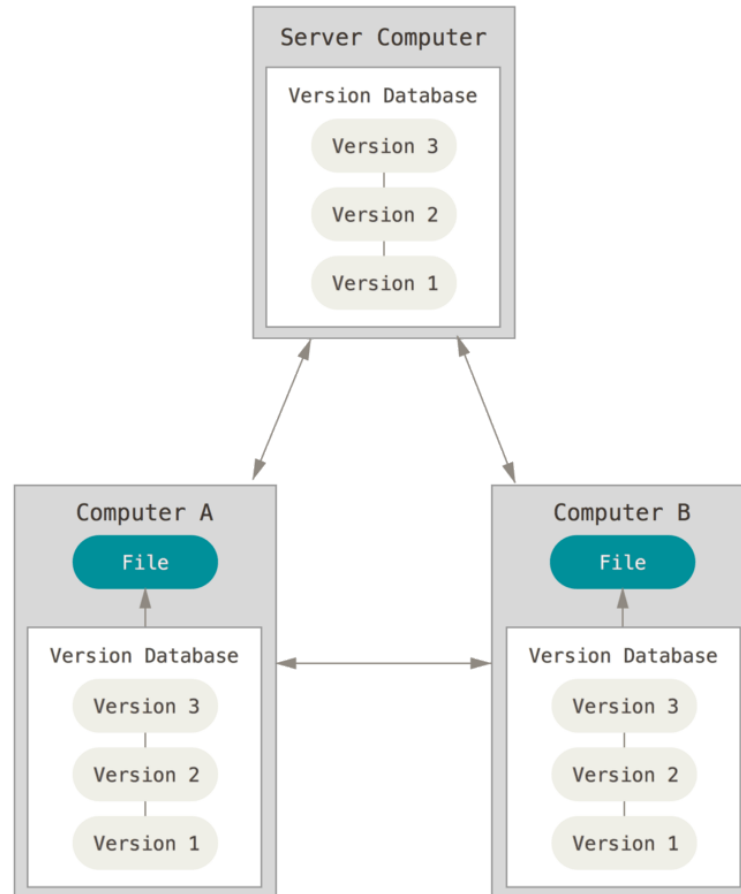 Server Computer
Version Database
Version 3
Version 2
Version 1
Computer A
File
Version Database
Version 3
Version 2
Version 1
Computer B
File
Version Database
Version 3
Version 2
Version 1